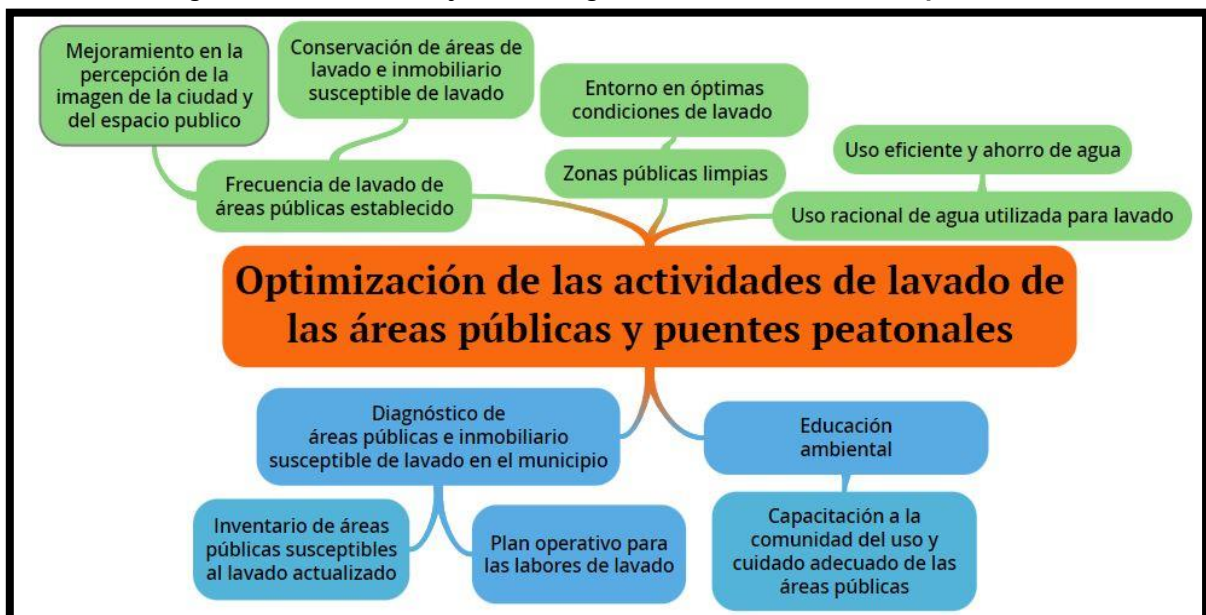 Mejoramiento en la
percepción de la
imagen de la ciudad y
del espacio publico
Conservación de áreas de
lavado e inmobiliario
susceptible de lavado
Entorno en óptimas
condiciones de lavado
Uso eficiente y ahorro de agua
Frecuencia de lavado de
áreas públicas establecido
Zonas públicas limpias
Uso racional de agua utilizada para lavado
Optimización de las actividades de lavado de
las áreas públicas y puentes peatonales
Diagnóstico de
áreas públicas e inmobiliario
susceptible de lavado en el municipio
Educación
ambiental
Inventario de áreas
públicas susceptibles
al lavado actualizado
Plan operativo para
las labores de lavado
Capacitación a la
comunidad del uso y
cuidado adecuado de las
áreas públicas